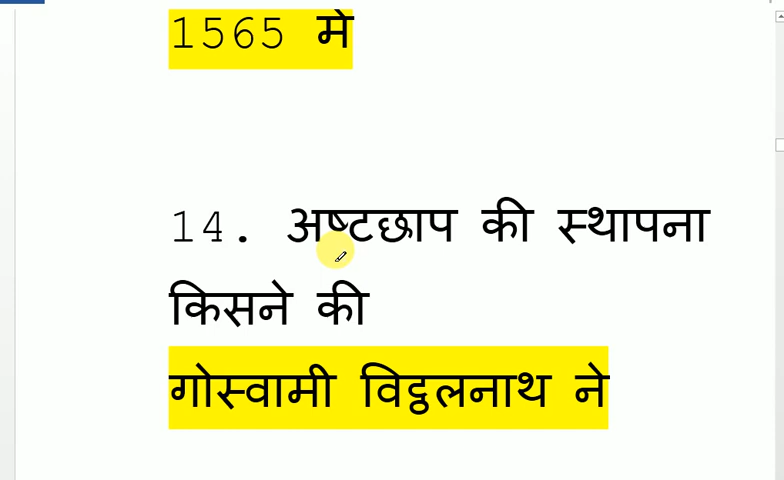 1565 मे
14. अष्टछाप की स्थापना
किसने की
गोस्वामी विट्ठलनाथ ने